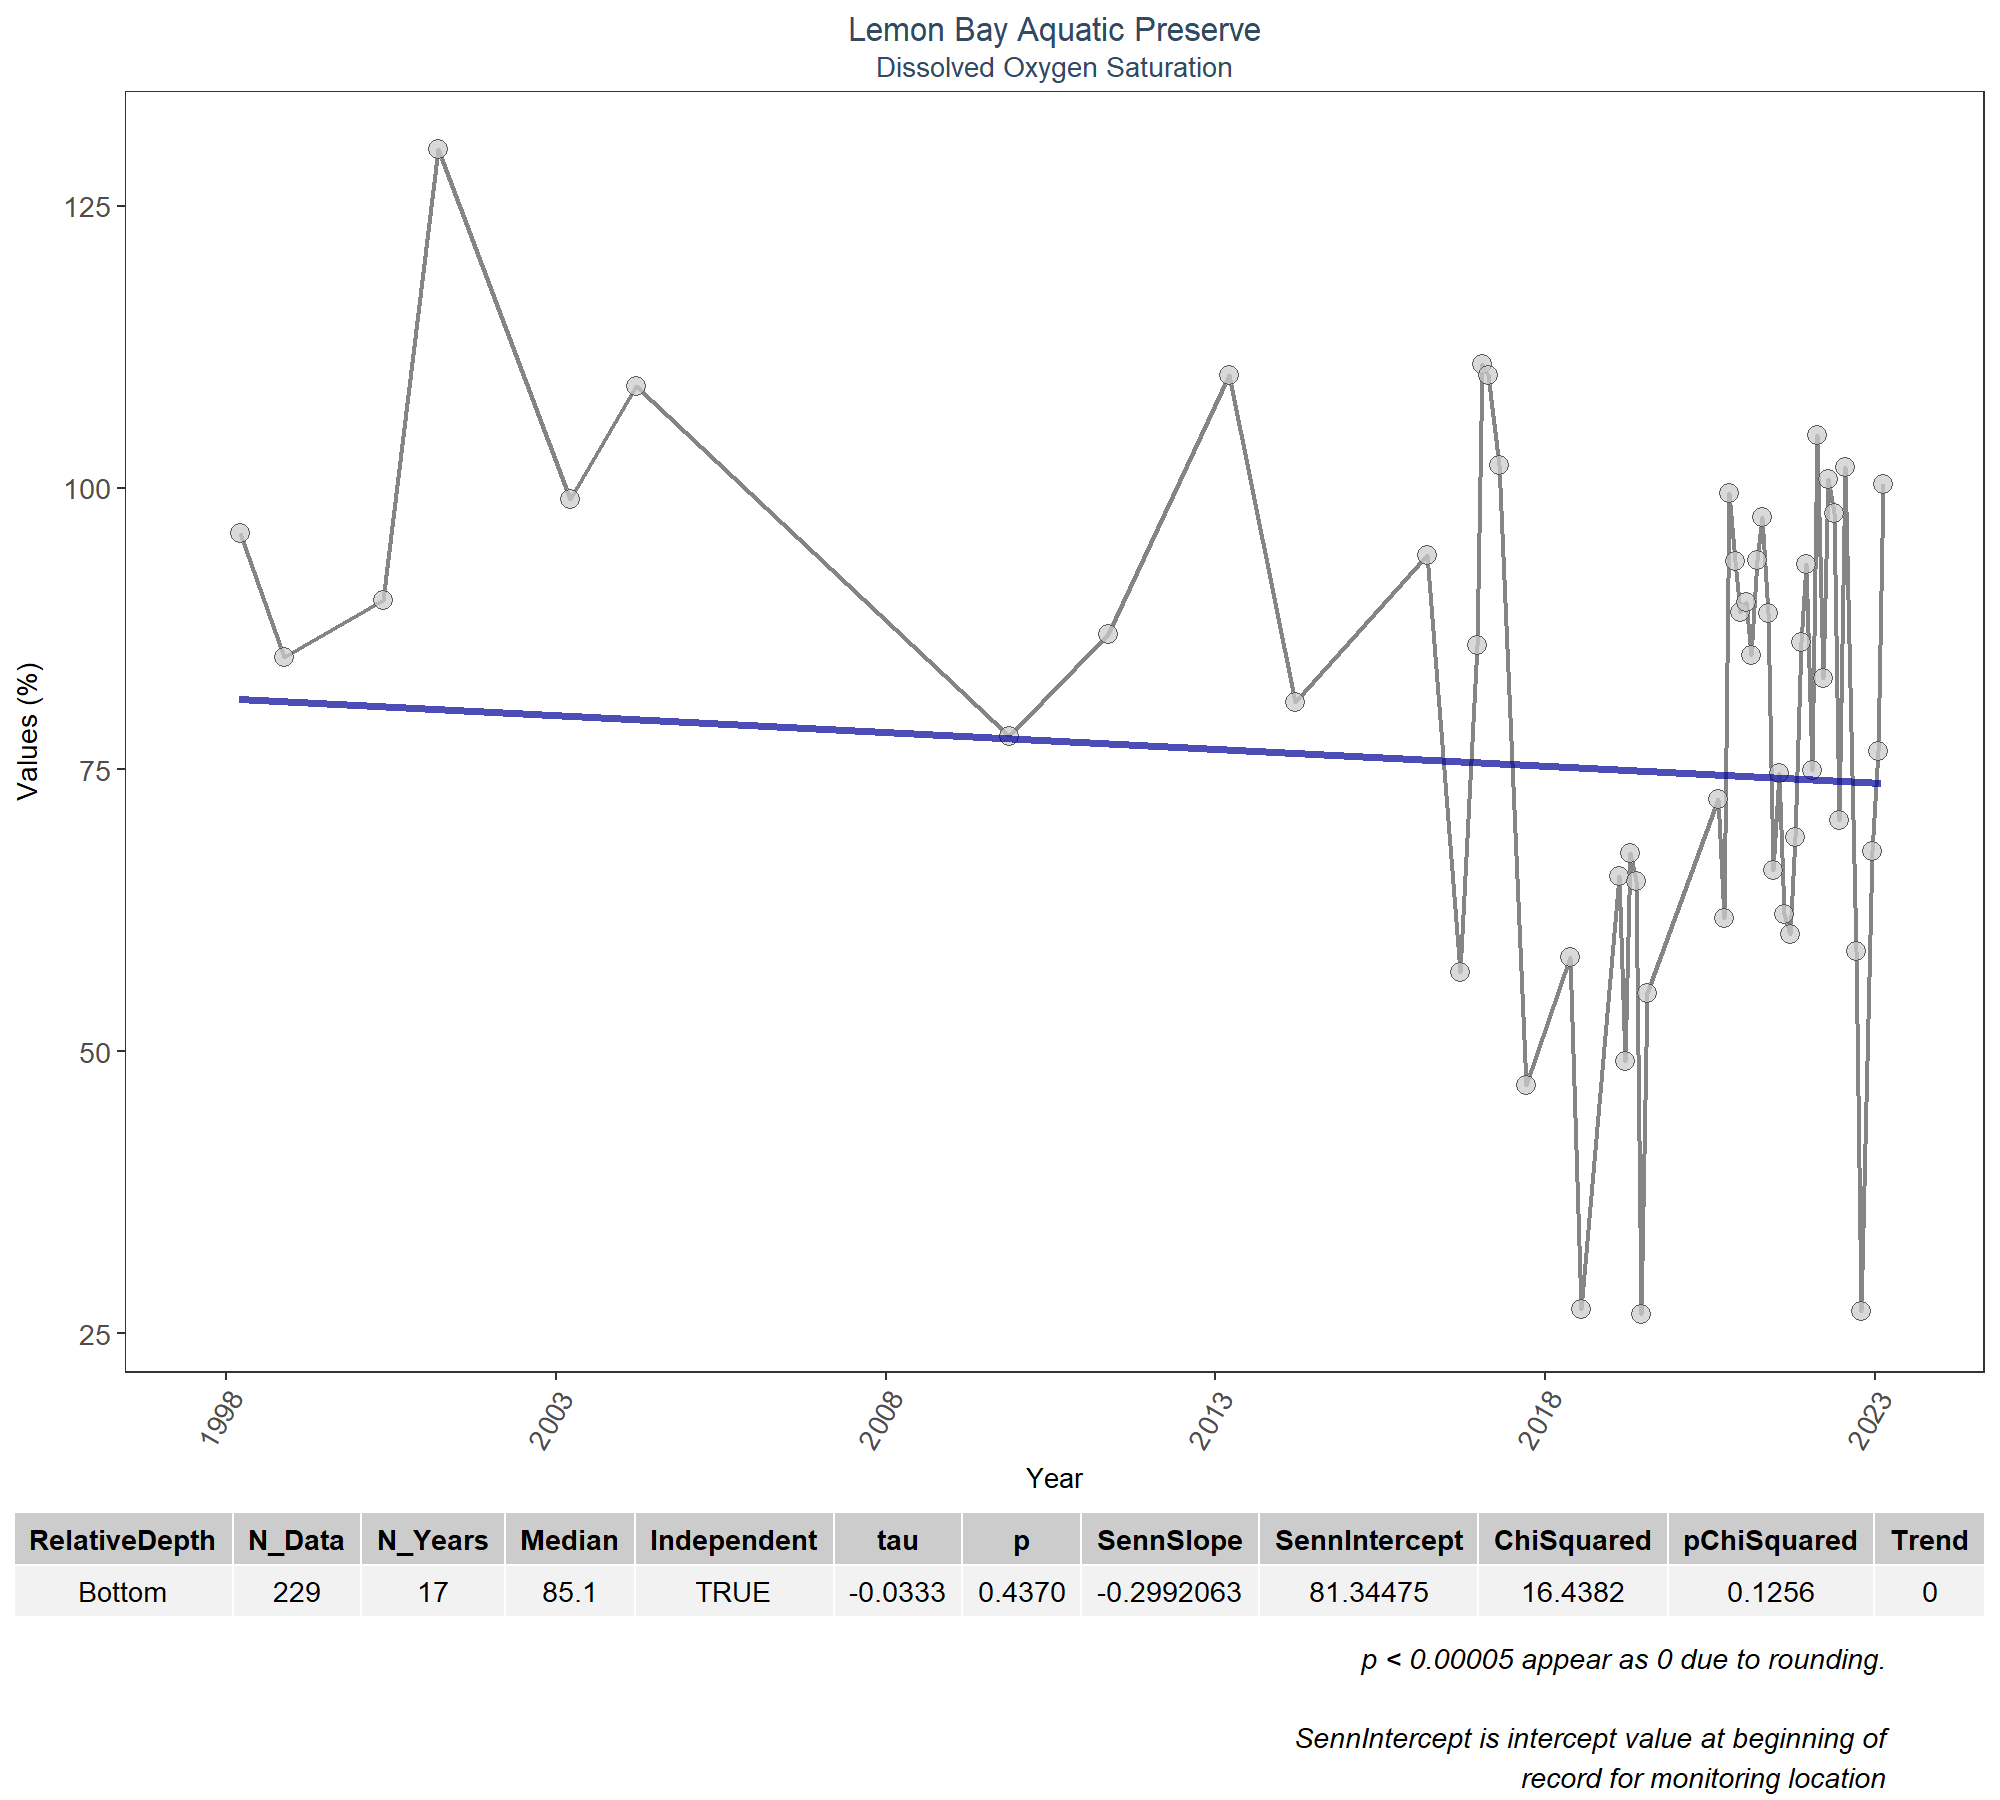 Lemon Bay Aquatic Preserve
Dissolved Oxygen Saturation
Values (%)
125
100
75
50
25
1998 2003 2008 2013 2018 2023
Year
RelativeDepth N_Data N_Years Median Independent tau p SennSlope SennIntercept ChiSquared pChiSquared Trend
Bottom 229 17 85.1 TRUE -0.0333 0.4370 -0.2992063 81.34475 16.4382 0.1256 0
p < 0.00005 appear as 0 due to rounding.
SennIntercept is intercept value at beginning of
record for monitoring location